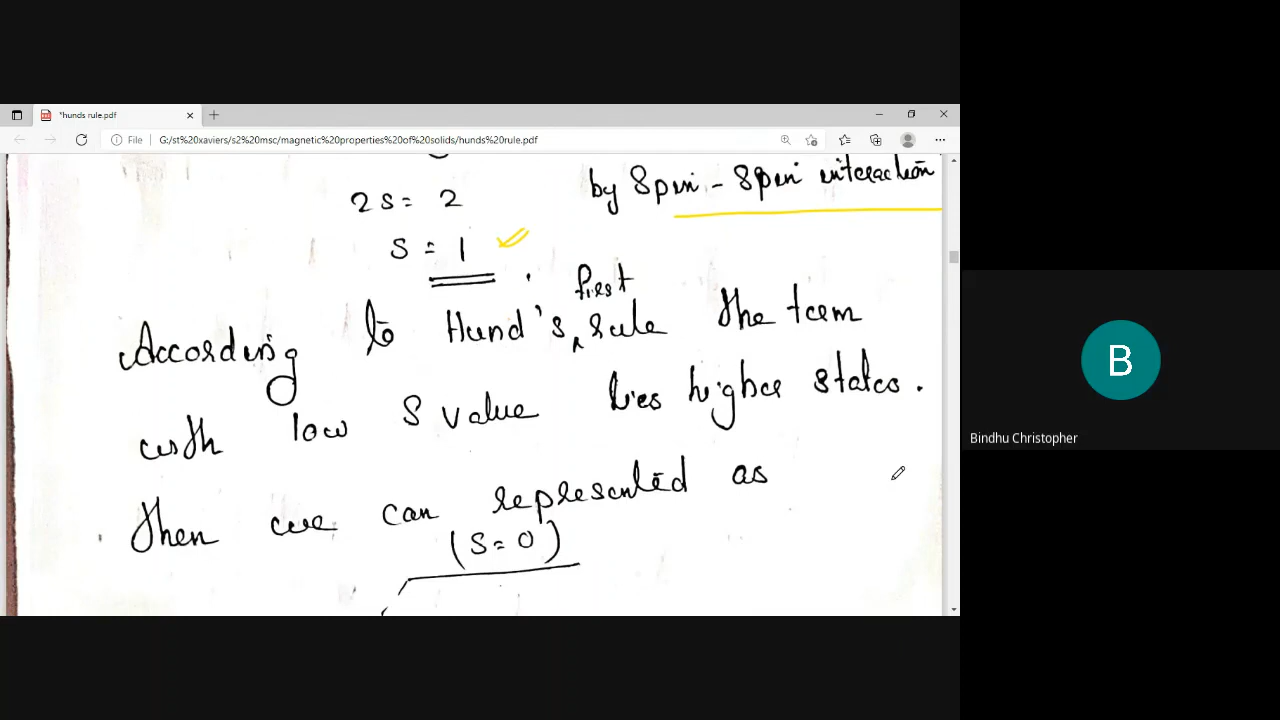 *hunds rule.pdf
File G:/st%20xaviers/s2%20msc/magnetic%20properties%20of%20solids/hunds%20rule.pdf
2S = 2
by Spin - Spin interaction
S = 1
first
According to Hund's rule the term
with low S value lies higher states.
Then we can represented as
(S = 0)
B
Bindhu Christopher